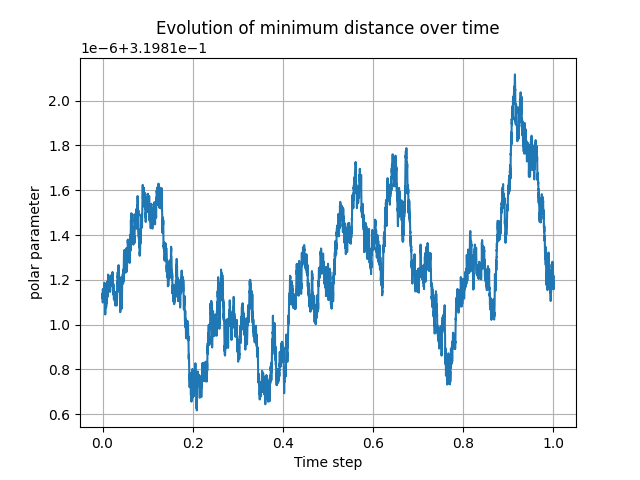 Evolution of minimum distance over time
1e−6+3.1981e−1
2.0
1.8
1.6
1.4
1.2
1.0
0.8
0.6
polar parameter
0.0 0.2 0.4 0.6 0.8 1.0
Time step